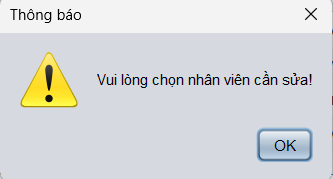 Thông báo
Vui lòng chọn nhân viên cần sửa!
OK